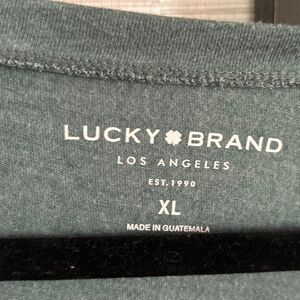 LUCKY BRAND
LOS ANGELES
EST. 1990
XL
MADE IN GUATEMALA